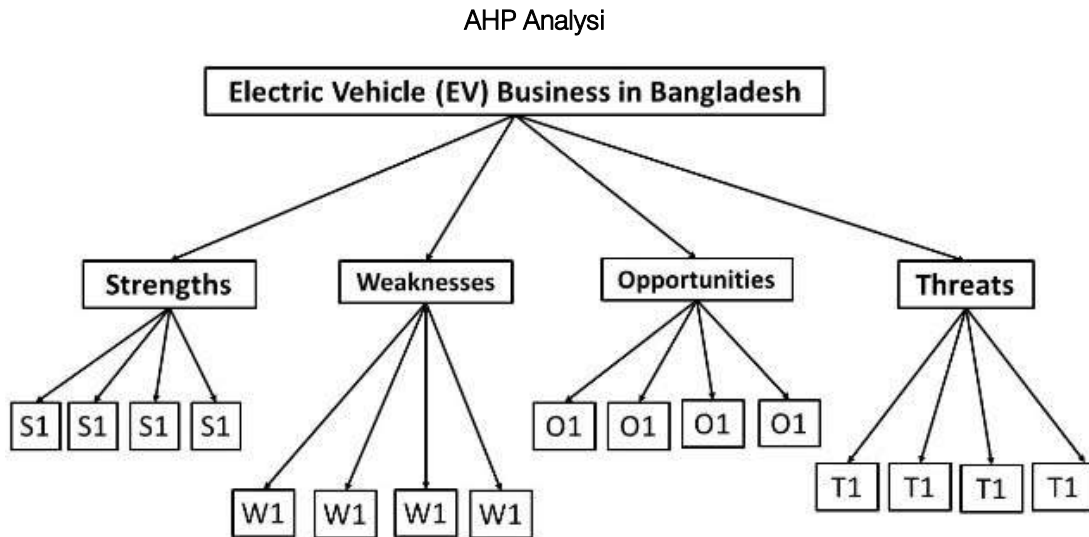 AHP Analysi
Electric Vehicle (EV) Business in Bangladesh
Strengths
Weaknesses
Opportunities
Threats
S1 S1 S1 S1
O1 O1 O1 O1
T1 T1 T1 T1
W1 W1 W1 W1